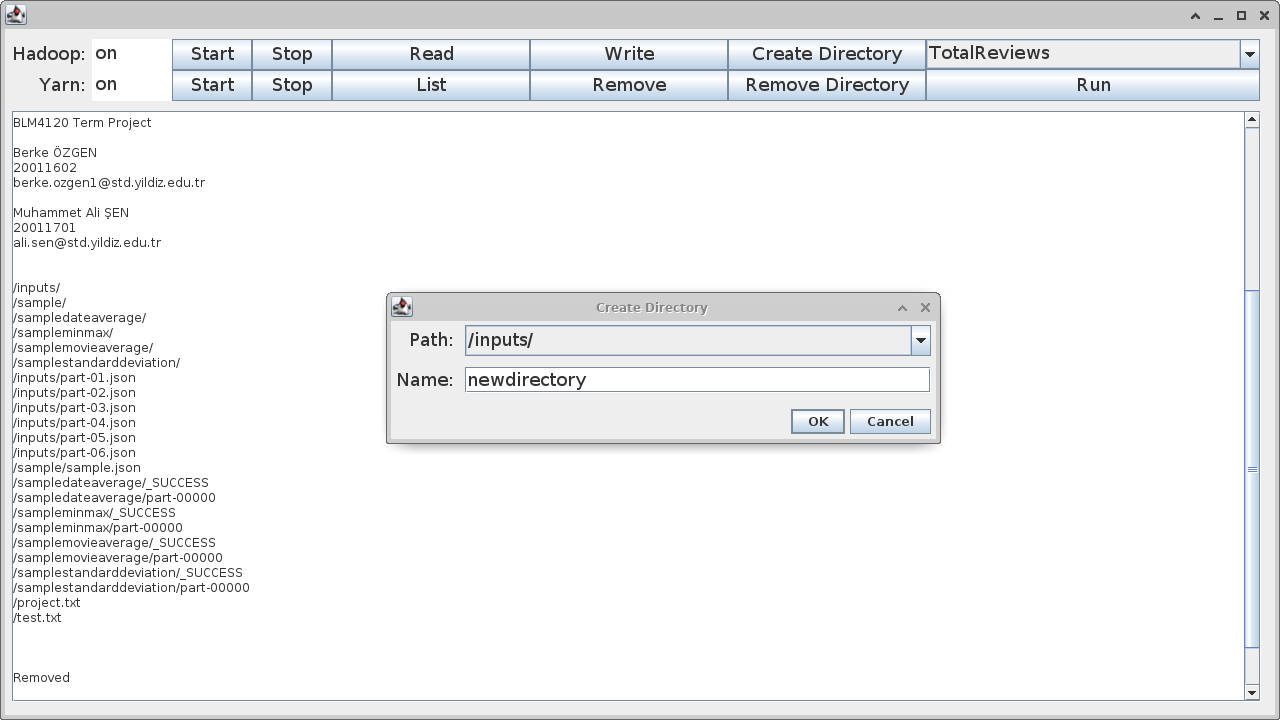 Hadoop: on Start Stop Read Write Create Directory TotalReviews
Yarn: on Start Stop List Remove Remove Directory Run
BLM4120 Term Project
Berke ÖZGEN
20011602
berke.ozgen1@std.yildiz.edu.tr
Muhammet Ali ŞEN
20011701
ali.sen@std.yildiz.edu.tr
/inputs/
/sample/
/sampledateaverage/
/sampleminmax/
/samplemovieaverage/
/samplestandarddeviation/
/inputs/part-01.json
/inputs/part-02.json
/inputs/part-03.json
/inputs/part-04.json
/inputs/part-05.json
/inputs/part-06.json
/sample/sample.json
/sampledateaverage/_SUCCESS
/sampledateaverage/part-00000
/sampleminmax/_SUCCESS
/sampleminmax/part-00000
/samplemovieaverage/_SUCCESS
/samplemovieaverage/part-00000
/samplestandarddeviation/_SUCCESS
/samplestandarddeviation/part-00000
/project.txt
/test.txt
Removed
Create Directory
Path: /inputs/
Name: newdirectory
OK Cancel